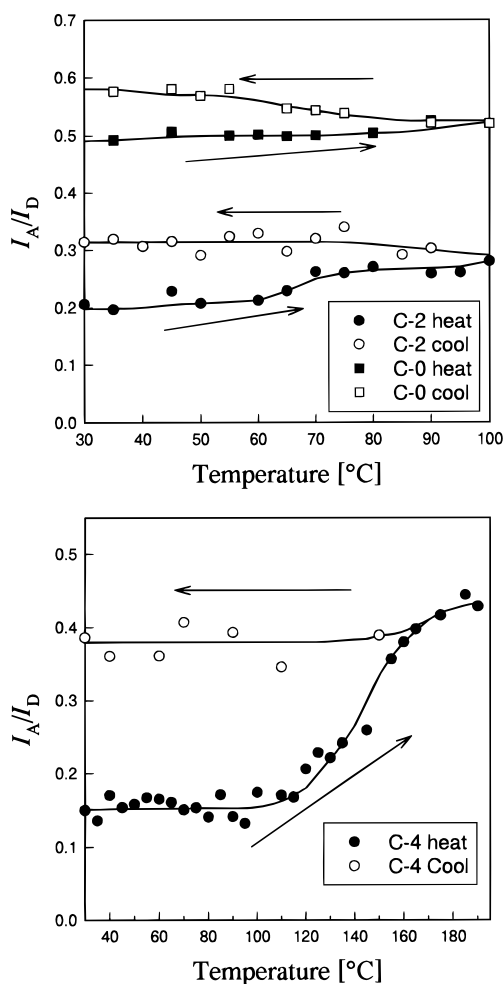 0.7
0.6
0.5
0.4
0.3
0.2
0.1
0.0
I_A/I_D
C-2 heat
C-2 cool
C-0 heat
C-0 cool
30 40 50 60 70 80 90 100
Temperature [°C]
0.5
0.4
0.3
0.2
0.1
0.0
I_A/I_D
C-4 heat
C-4 Cool
40 60 80 100 120 140 160 180
Temperature [°C]